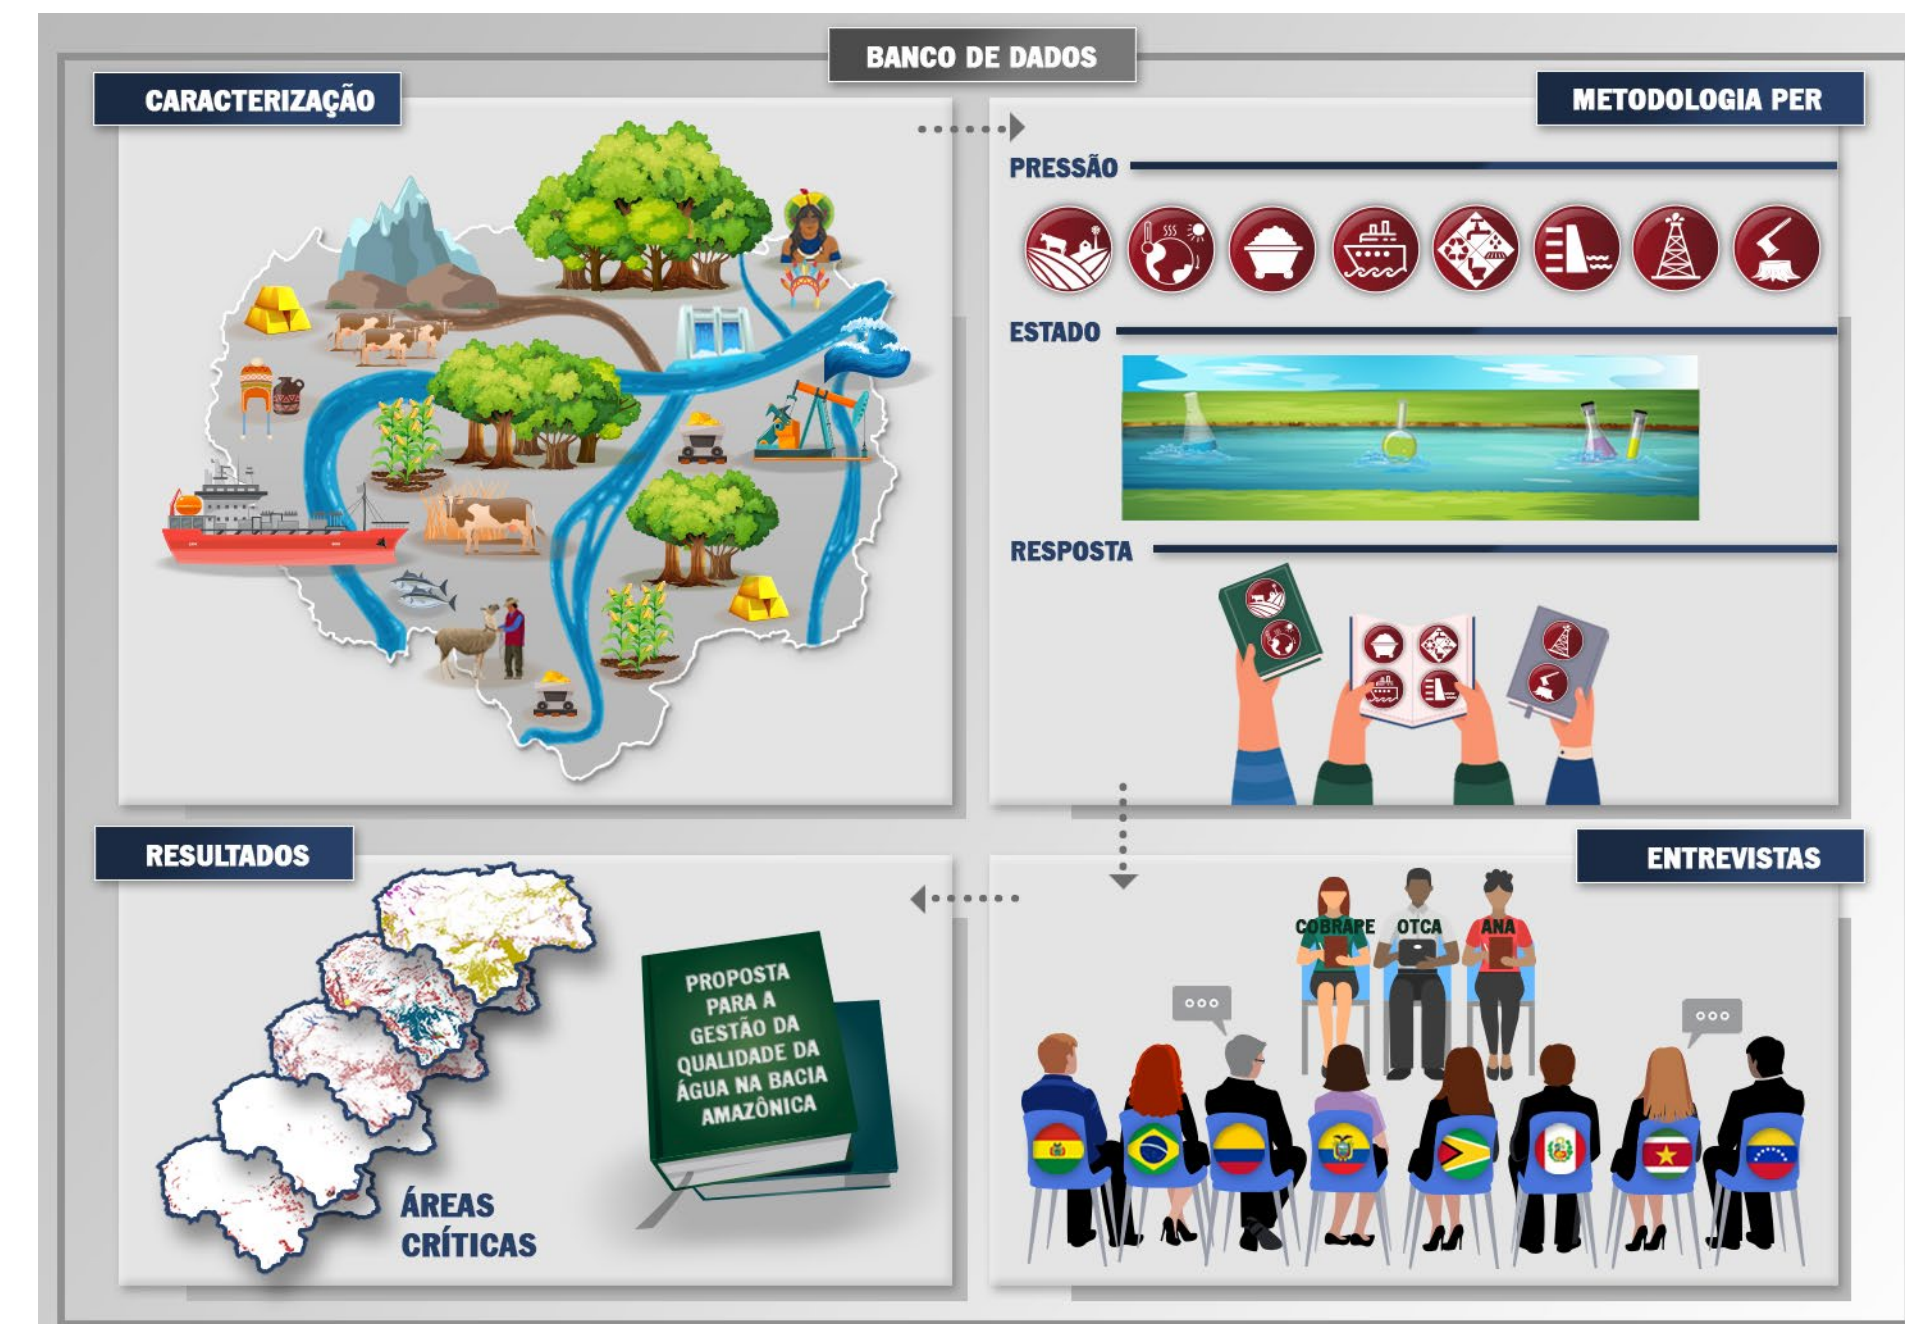 BANCO DE DADOS
CARACTERIZAÇÃO
METODOLOGIA PER
PRESSÃO
ESTADO
RESPOSTA
RESULTADOS
ÁREAS
CRÍTICAS
PROPOSTA
PARA A
GESTÃO DA
QUALIDADE DA
ÁGUA NA BACIA
AMAZÔNICA
ENTREVISTAS
COBRAPE OTCA ANA